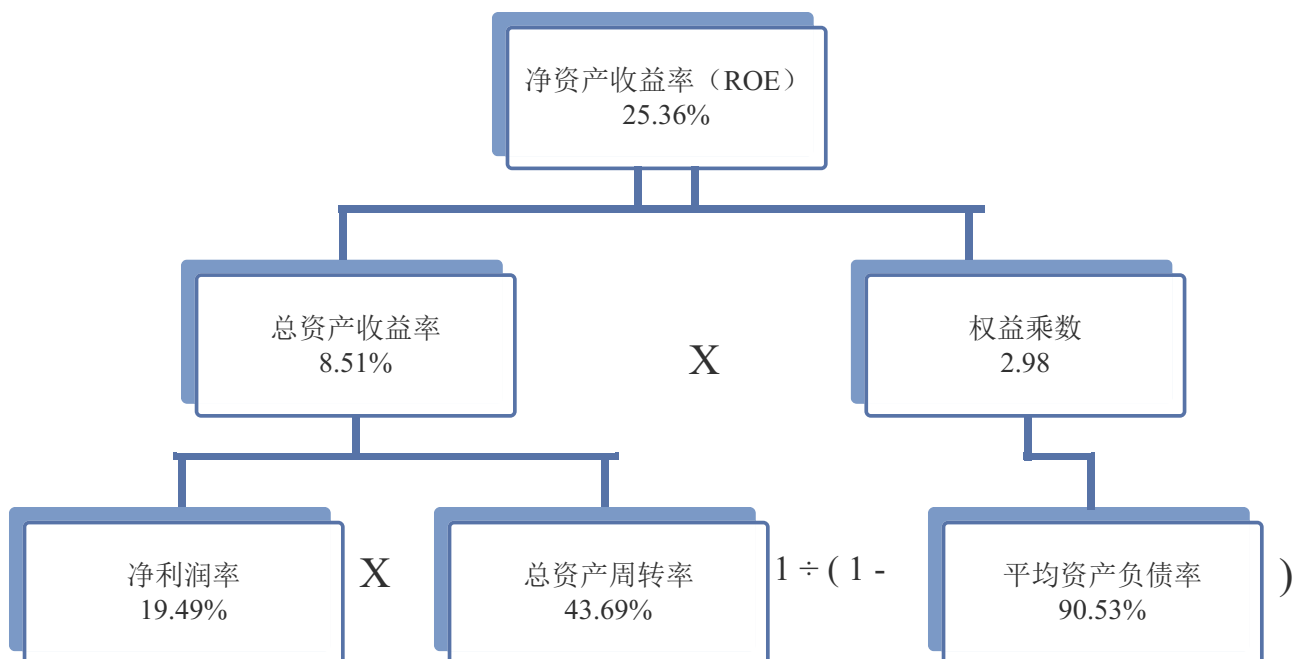 净资产收益率（ROE）
25.36%
总资产收益率
8.51%
X
权益乘数
2.98
净利润率
19.49%
X
总资产周转率
43.69%
1 ÷ ( 1 -
平均资产负债率
90.53%
)